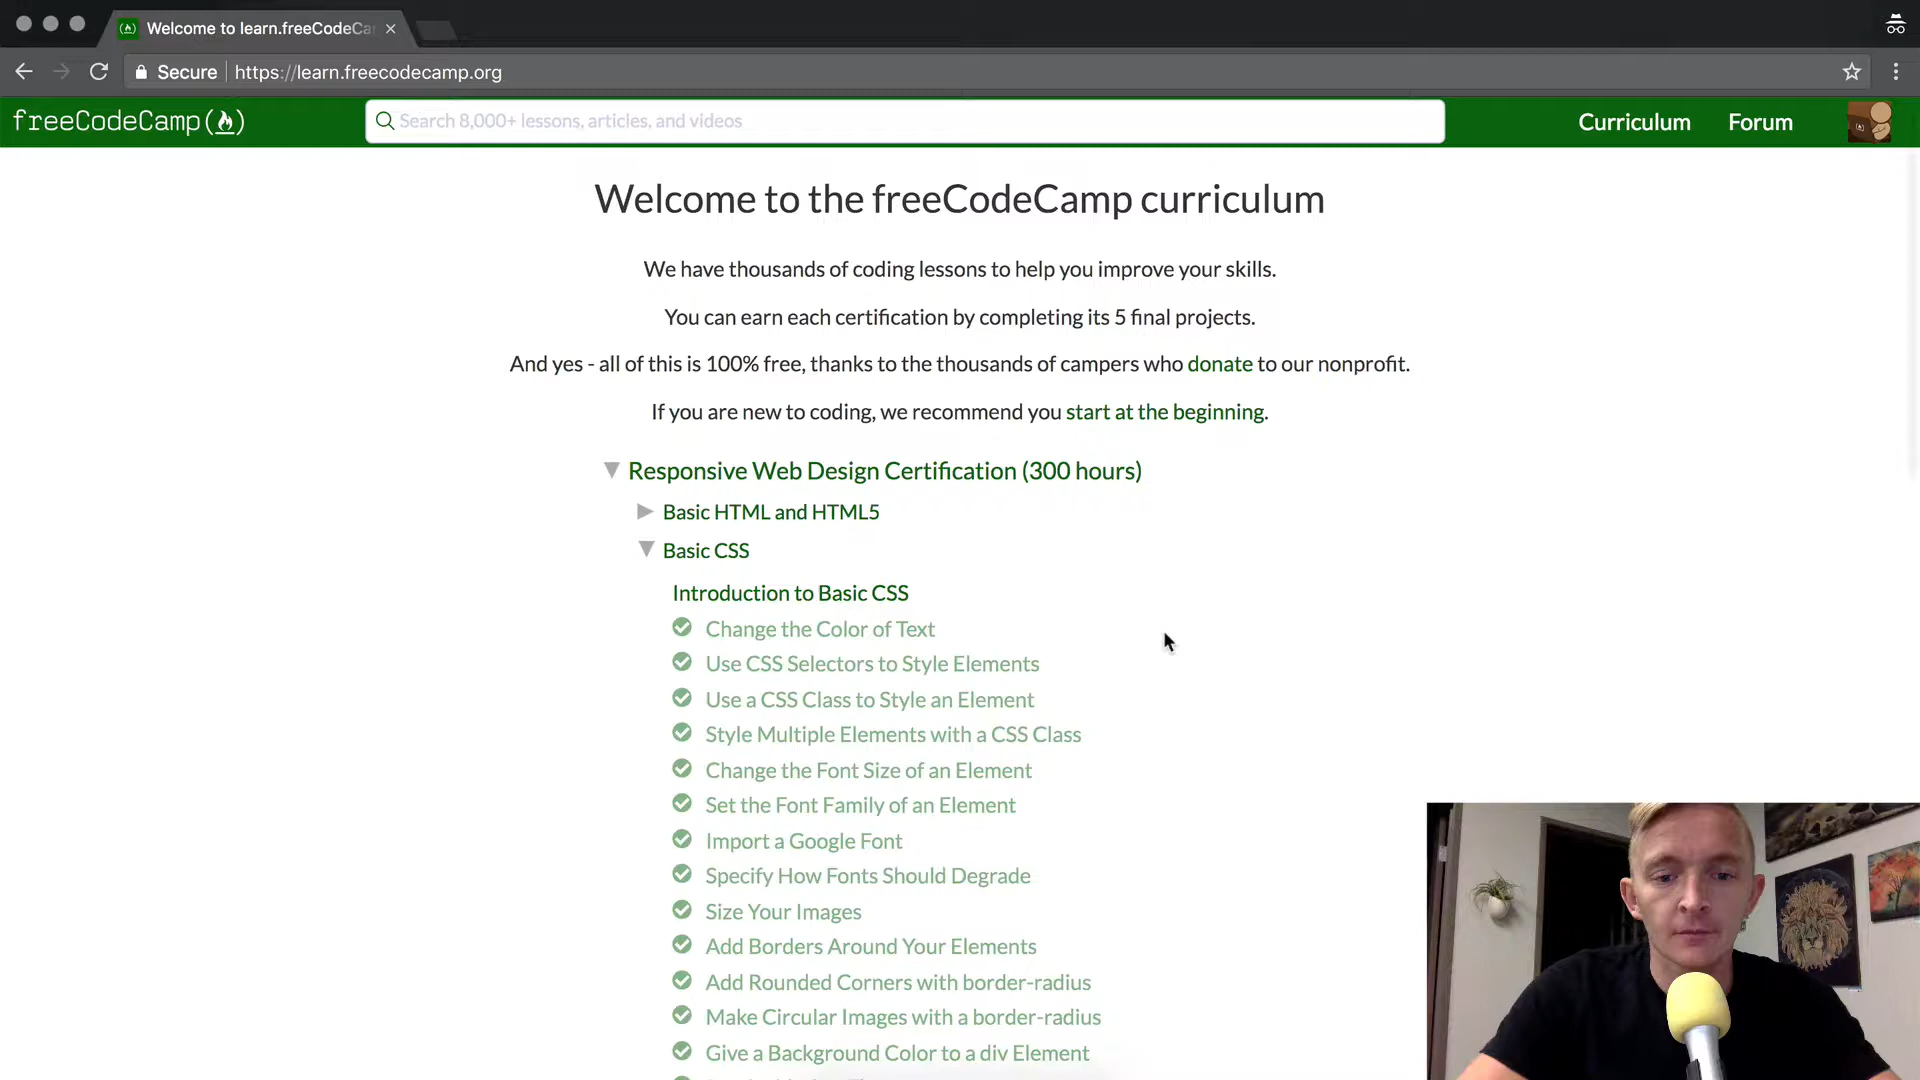 Welcome to learn.freeCodeCa
Secure
https://learn.freecodecamp.org
freeCodeCamp
Search 8,000+ lessons, articles, and videos
Curriculum
Forum
Welcome to the freeCodeCamp curriculum
We have thousands of coding lessons to help you improve your skills.
You can earn each certification by completing its 5 final projects.
And yes - all of this is 100% free, thanks to the thousands of campers who donate to our nonprofit.
If you are new to coding, we recommend you start at the beginning.
Responsive Web Design Certification (300 hours)
Basic HTML and HTML5
Basic CSS
Introduction to Basic CSS
Change the Color of Text
Use CSS Selectors to Style Elements
Use a CSS Class to Style an Element
Style Multiple Elements with a CSS Class
Change the Font Size of an Element
Set the Font Family of an Element
Import a Google Font
Specify How Fonts Should Degrade
Size Your Images
Add Borders Around Your Elements
Add Rounded Corners with border-radius
Make Circular Images with a border-radius
Give a Background Color to a div Element